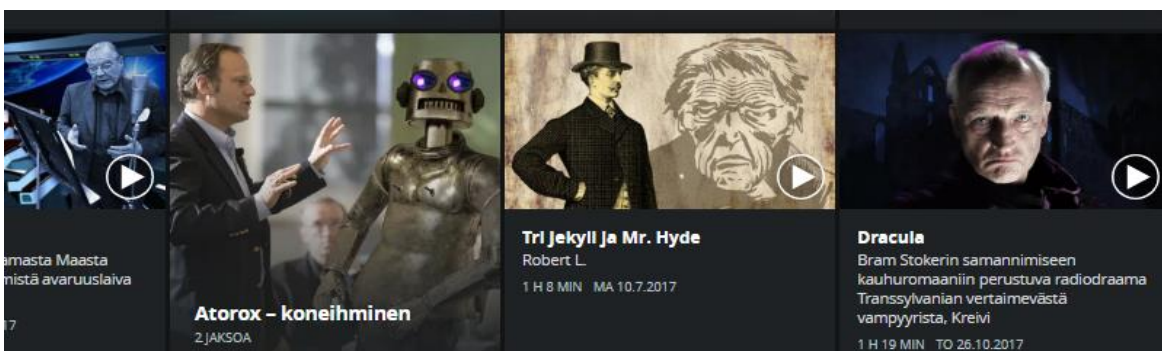 amasta Maasta
mistä avaruuslaiva
17
Atorox – koneihminen
2 JAKSOA
Tri Jekyll ja Mr. Hyde
Robert L.
1 H 8 MIN MA 10.7.2017
Dracula
Bram Stokerin samannimiseen
kauhuromaaniin perustuva radiodraama
Transsylvanian vertaimevästä
vampyyrista, Kreivi
1 H 19 MIN TO 26.10.2017